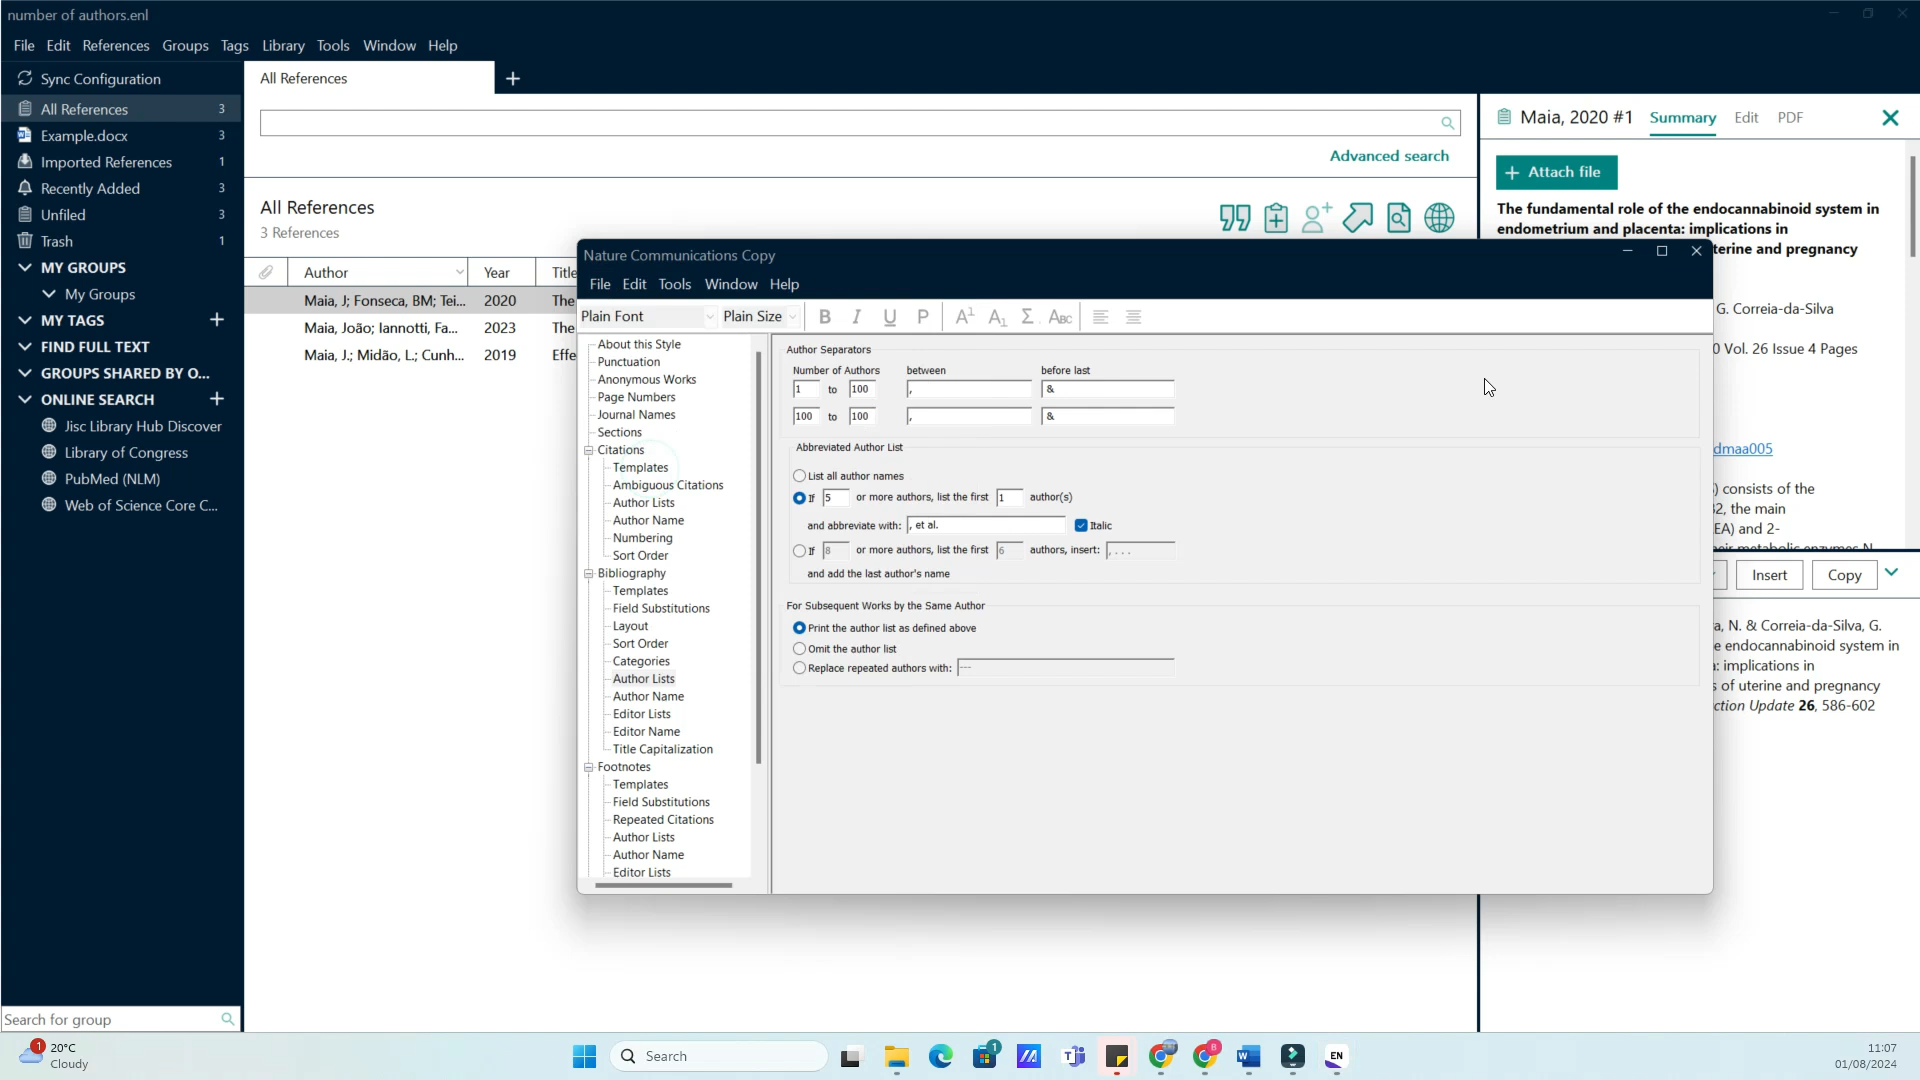 number of authors.enl
File Edit References Groups Tags Library Tools Window Help
Sync Configuration
All References 3
Example.docx 3
Imported References 1
Recently Added 3
Unfiled 3
Trash 1
MY GROUPS
My Groups
MY TAGS
FIND FULL TEXT
GROUPS SHARED BY O...
ONLINE SEARCH
Jisc Library Hub Discover
Library of Congress
PubMed (NLM)
Web of Science Core C...
Search for group
All References
Advanced search
All References
3 References
Author Year Title
Maia, J; Fonseca, BM; Tei... 2020 The
Maia, João; Iannotti, Fa... 2023 The
Maia, J.; Midão, L.; Cunh... 2019 Effe
Maia, 2020 #1 Summary Edit PDF
Attach file
The fundamental role of the endocannabinoid system in
endometrium and placenta: implications in
terine and pregnancy
G. Correia-da-Silva
0 Vol. 26 Issue 4 Pages
dmaa005
) consists of the
32, the main
EA) and 2-
Insert Copy
a, N. & Correia-da-Silva, G.
e endocannabinoid system in
a: implications in
s of uterine and pregnancy
ction Update 26, 586-602
Nature Communications Copy
File Edit Tools Window Help
Plain Font Plain Size B I U P A1 A1 Σ Abc
About this Style
Punctuation
Anonymous Works
Page Numbers
Journal Names
Sections
Citations
Templates
Ambiguous Citations
Author Lists
Author Name
Numbering
Sort Order
Bibliography
Templates
Field Substitutions
Layout
Sort Order
Categories
Author Lists
Author Name
Editor Lists
Editor Name
Title Capitalization
Footnotes
Templates
Field Substitutions
Repeated Citations
Author Lists
Author Name
Editor Lists
Author Separators
Number of Authors between before last
1 to 100 , &
100 to 100 , &
Abbreviated Author List
List all author names
If 5 or more authors, list the first 1 author(s)
and abbreviate with: , et al. Italic
If 8 or more authors, list the first 6 authors, insert: , . . .
and add the last author's name
For Subsequent Works by the Same Author
Print the author list as defined above
Omit the author list
Replace repeated authors with: ---
1 20°C
Cloudy
Search
1
8
EN
11:07
01/08/2024